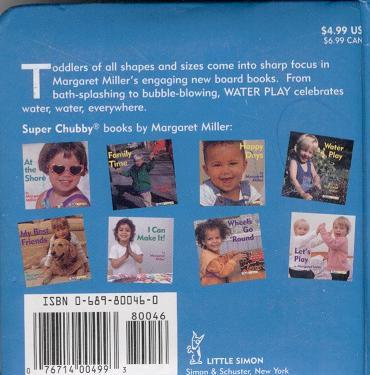 $4.99 US
$6.99 CAN
Toddlers of all shapes and sizes come into sharp focus in
Margaret Miller's engaging new board books. From
bath-splashing to bubble-blowing, WATER PLAY celebrates
water, water, everywhere.
Super Chubby® books by Margaret Miller:
At the
Shore
Family
Time
Happy
Days
Water
Play
My Best
Friends
I Can
Make It!
Wheels
Go
'Round
Let's
Play
ISBN 0-689-80046-0
80046
0 76714 00499 3
LITTLE SIMON
Simon & Schuster, New York